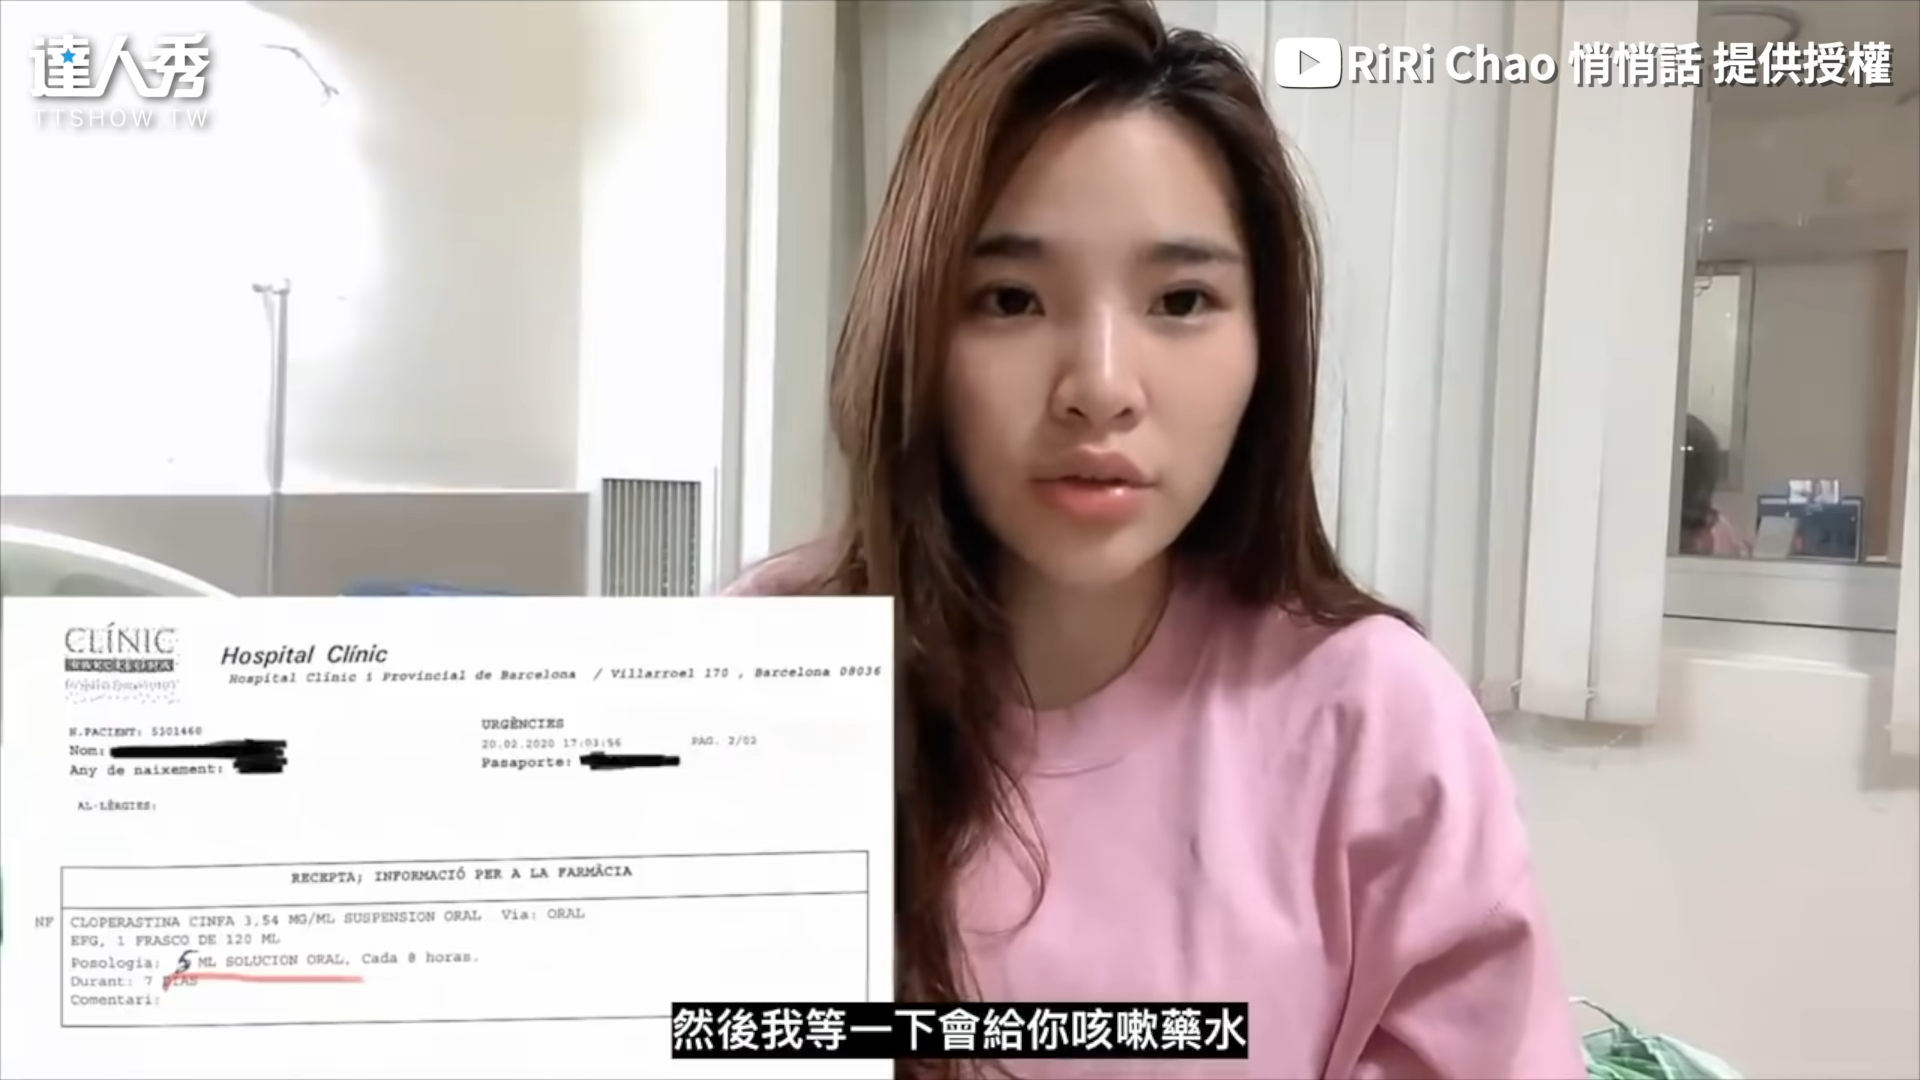 達人秀
TTSHOW.TW
RiRi Chao 悄悄話 提供授權
CLÍNIC
BARCELONA
Hospital Clínic
Hospital Clínic i Provincial de Barcelona / Villarroel 170 , Barcelona 08036
N.PACIENT: 5301460
Nom:
Any de naixement:
URGÈNCIES
20.02.2020 17:03:56 PAG. 2/02
Pasaporte:
AL·LÈRGIES:
RECEPTA; INFORMACIÓ PER A LA FARMÀCIA
NF CLOPERASTINA CINFA 3,54 MG/ML SUSPENSION ORAL Via: ORAL
EFG, 1 FRASCO DE 120 ML
Posologia: 5 ML SOLUCION ORAL, Cada 8 horas.
Durant: 7 DIAS
Comentari:
然後我等一下會給你咳嗽藥水